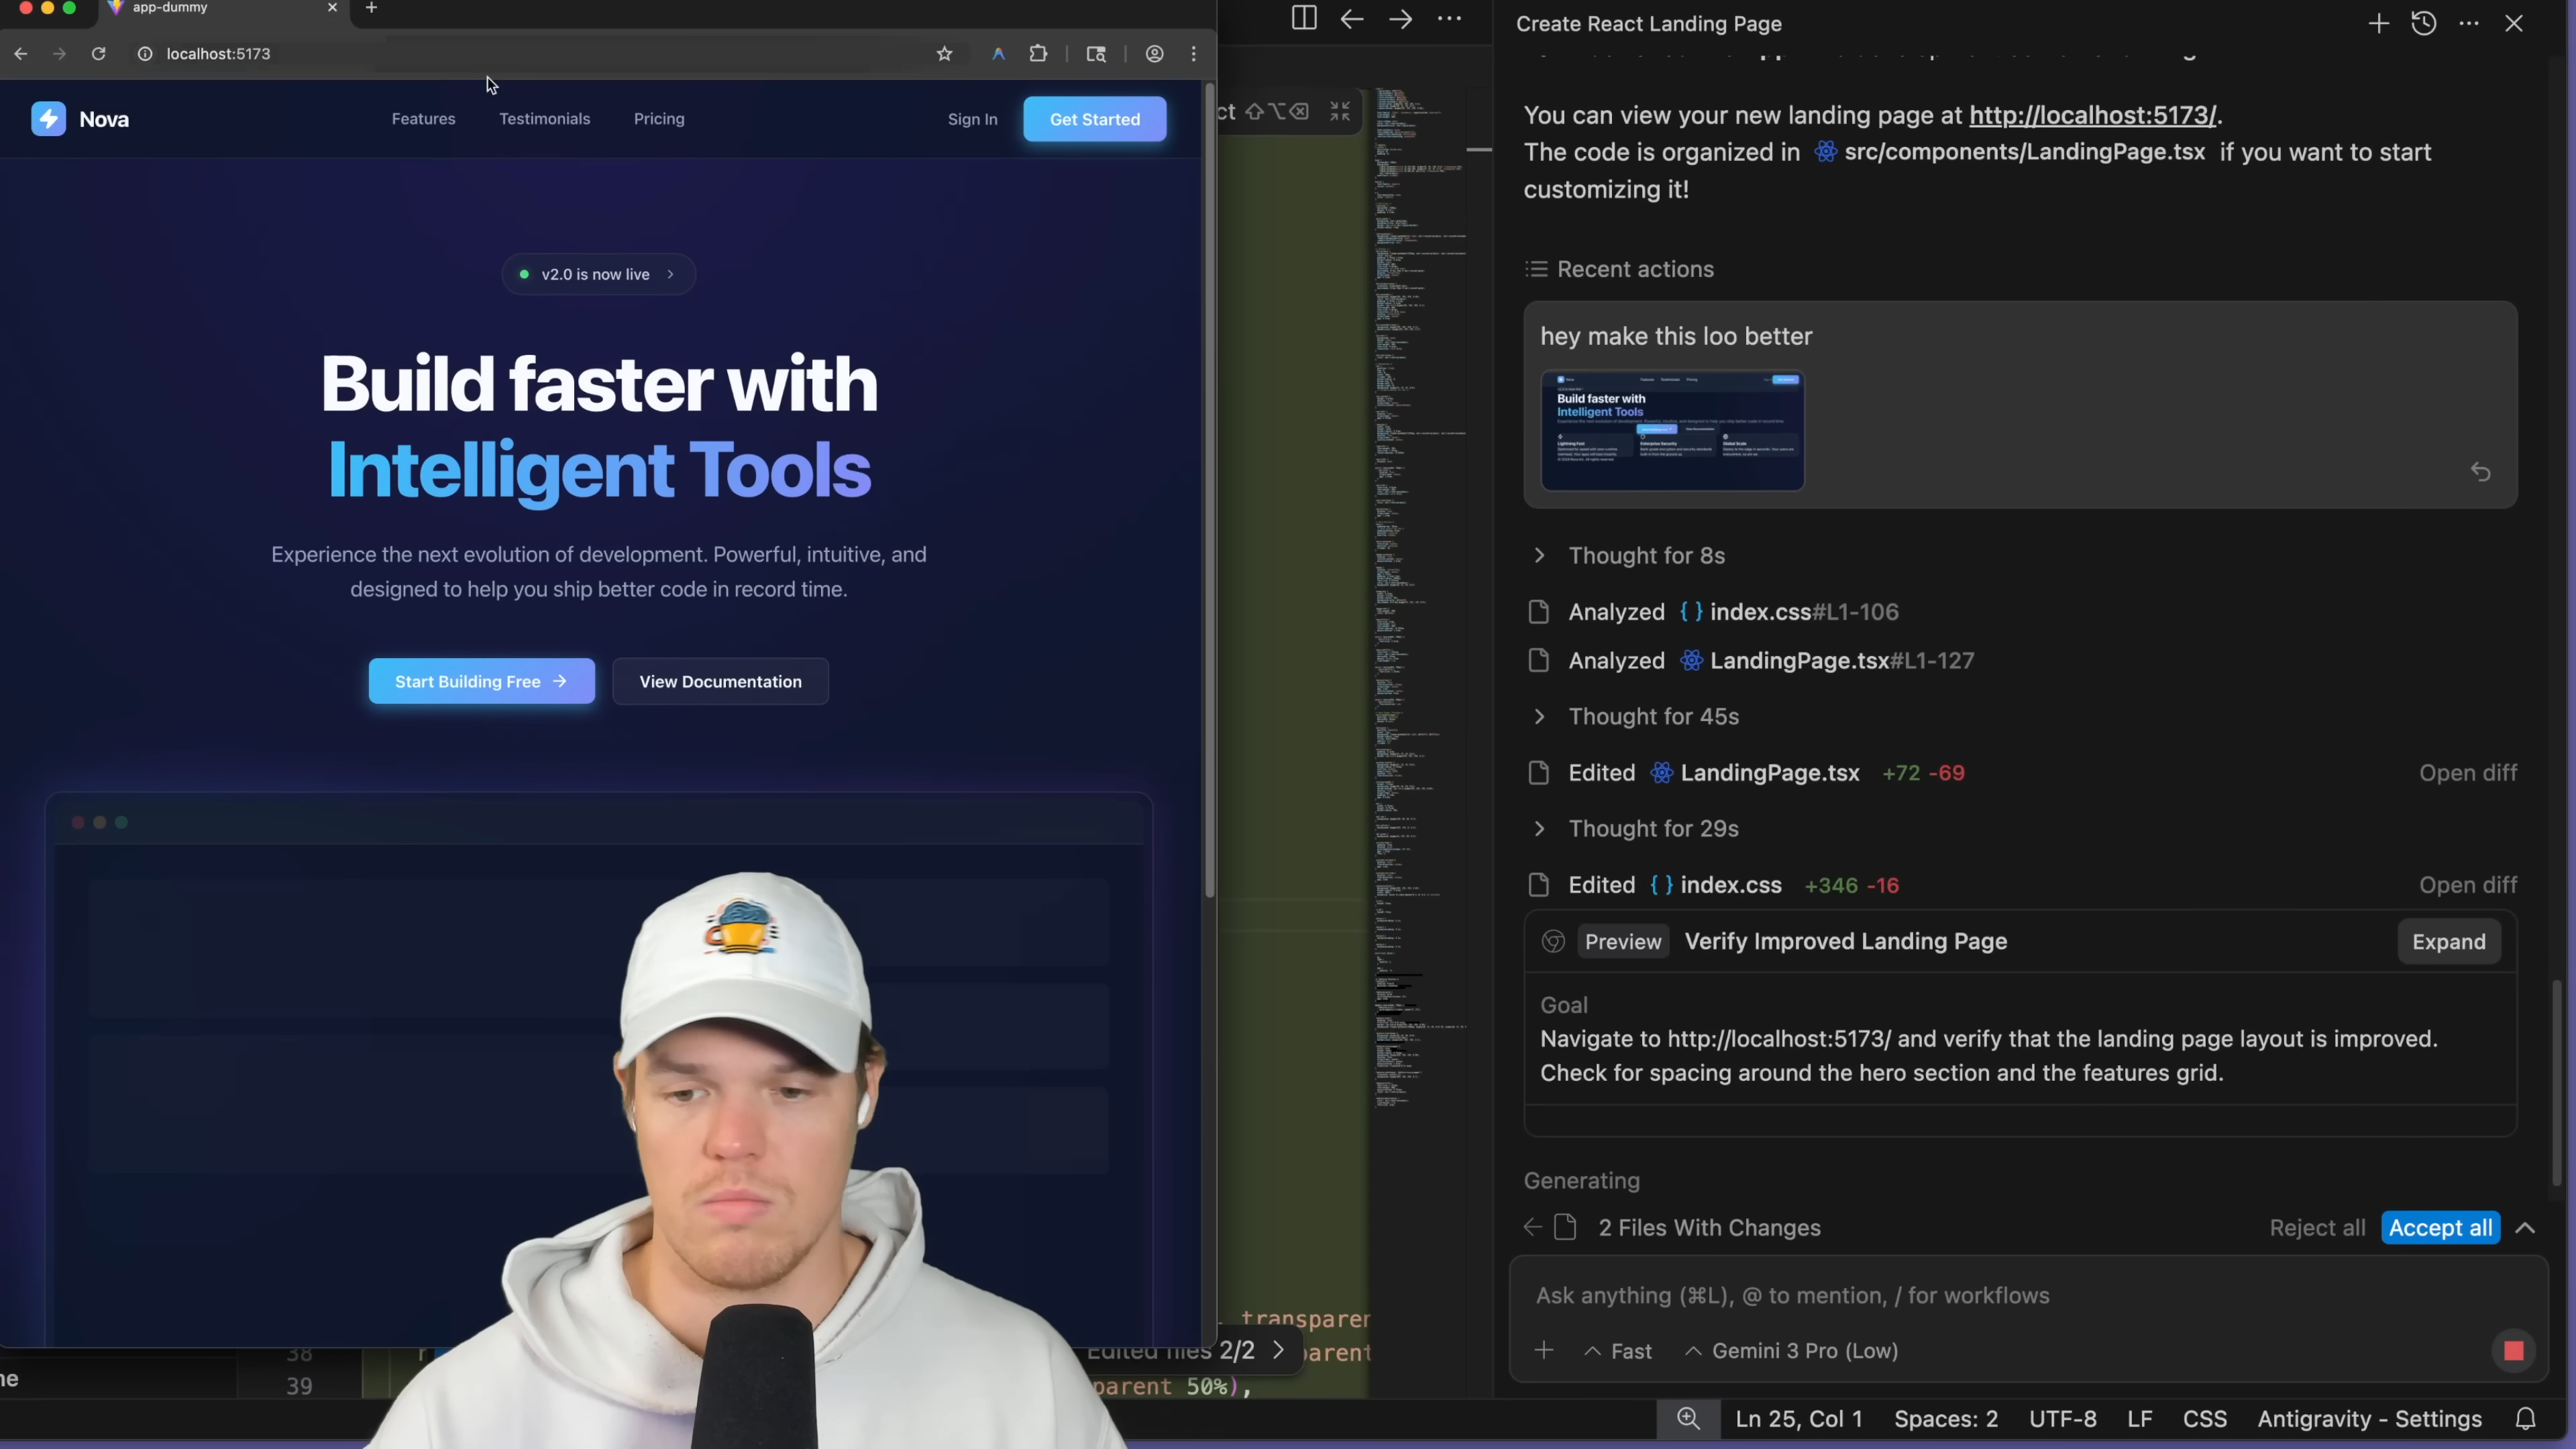 app-dummy
localhost:5173
Nova
Features
Testimonials
Pricing
Sign In
Get Started
v2.0 is now live
Build faster with
Intelligent Tools
Experience the next evolution of development. Powerful, intuitive, and
designed to help you ship better code in record time.
Start Building Free
View Documentation
ct
transparen
parent
parent 50%),
Edited files 2/2
38
39
Create React Landing Page
You can view your new landing page at http://localhost:5173/.
The code is organized in src/components/LandingPage.tsx if you want to start
customizing it!
Recent actions
hey make this loo better
Nova
Features
Testimonials
Pricing
Build faster with
Intelligent Tools
Thought for 8s
Analyzed { } index.css#L1-106
Analyzed LandingPage.tsx#L1-127
Thought for 45s
Edited LandingPage.tsx +72 -69 Open diff
Thought for 29s
Edited { } index.css +346 -16 Open diff
Preview Verify Improved Landing Page Expand
Goal
Navigate to http://localhost:5173/ and verify that the landing page layout is improved.
Check for spacing around the hero section and the features grid.
Generating
2 Files With Changes Reject all Accept all
Ask anything (⌘L), @ to mention, / for workflows
Fast Gemini 3 Pro (Low)
Ln 25, Col 1 Spaces: 2 UTF-8 LF CSS Antigravity - Settings